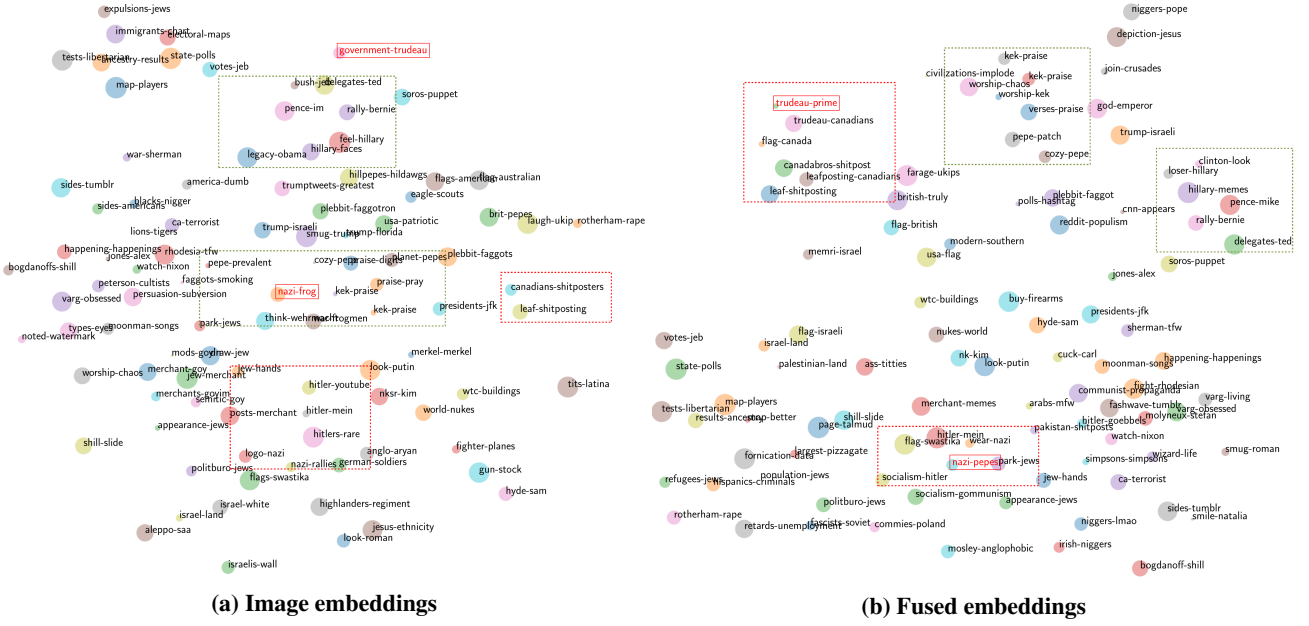 expulsions-jews
immigrants-chart
electoral-maps
government-trudeau
tests-libertarian
ancestry-results
state-polls
votes-jeb
map-players
bush-jeb
delegates-ted
soros-puppet
pence-im
rally-bernie
feel-hillary
legacy-obama
hillary-faces
war-sherman
sides-tumblr
america-dumb
trumptweets-greatest
hillpepes-hildawgs
flags-american
flag-australian
eagle-scouts
blacks-nigger
sides-americans
plebbit-faggotron
usa-patriotic
brit-pepes
laugh-ukip
rotherham-rape
ca-terrorist
lions-tigers
trump-israeli
smug-trump
trump-florida
happening-happenings
jones-alex
rhodesia-tfw
bogdanoffs-shill
watch-nixon
pepe-prevalent
cozy-pepe
praise-digits
planet-pepes
plebbit-faggots
peterson-cultists
faggots-smoking
varg-obsessed
persuasion-subversion
nazi-frog
kek-praise
praise-pray
canadians-shitposters
leaf-shitposting
types-eyes
moonman-songs
park-jews
think-wehrmacht
war-frogmen
kek-praise
presidents-jfk
noted-watermark
mods-goyim
draw-jew
merkel-merkel
worship-chaos
merchant-goy
jew-merchant
jew-hands
look-putin
tits-latina
merchants-goyim
semitic-goy
hitler-youtube
nksr-kim
wtc-buildings
posts-merchant
hitler-mein
world-nukes
appearance-jews
shill-slide
hitlers-rare
logo-nazi
anglo-aryan
fighter-planes
politburo-jews
nazi-rallies
german-soldiers
flags-swastika
gun-stock
hyde-sam
israel-white
highlanders-regiment
israel-land
aleppo-saa
jesus-ethnicity
look-roman
israelis-wall
(a) Image embeddings
niggers-pope
depiction-jesus
kek-praise
civilizations-implode
kek-praise
join-crusades
worship-chaos
worship-kek
trudeau-prime
verses-praise
god-emperor
trudeau-canadians
flag-canada
pepe-patch
trump-israeli
cozy-pepe
canadabros-shitpost
leafposting-canadians
farage-ukips
clinton-look
loser-hillary
leaf-shitposting
british-truly
plebbit-faggot
polls-hashtag
hillary-memes
pence-mike
cnn-appears
reddit-populism
rally-bernie
flag-british
modern-southern
delegates-ted
memri-israel
usa-flag
soros-puppet
jones-alex
wtc-buildings
buy-firearms
presidents-jfk
votes-jeb
flag-israeli
israel-land
nukes-world
hyde-sam
sherman-tfw
state-polls
palestinian-land
ass-titties
nk-kim
look-putin
cuck-carl
moonman-songs
happening-happenings
fight-rhodesian
communist-propaganda
tests-libertarian
map-players
results-ancestry
shill-slide
merchant-memes
arabs-mfw
fashwave-tumblr
varg-living
varg-obsessed
molyneux-stefan
page-talmud
hitler-goebbels
pakistan-shitposts
flag-swastika
hitler-mein
wear-nazi
watch-nixon
fornication-data
largest-pizzagate
nazi-pepes
park-jews
simpsons-simpsons
wizard-life
smug-roman
refugees-jews
hispanics-criminals
population-jews
socialism-hitler
jew-hands
ca-terrorist
politburo-jews
socialism-gommunism
appearance-jews
rotherham-rape
retards-unemployment
fascists-soviet
commies-poland
niggers-lmao
sides-tumblr
smile-natalia
mosley-anglophobic
irish-niggers
bogdanoff-shill
(b) Fused embeddings